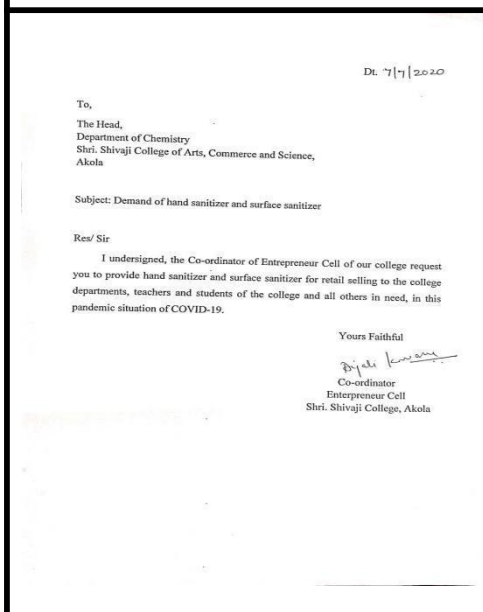 Dt. 7/7/2020
To,
The Head,
Department of Chemistry
Shri. Shivaji College of Arts, Commerce and Science,
Akola
Subject: Demand of hand sanitizer and surface sanitizer
Res/ Sir
I undersigned, the Co-ordinator of Entrepreneur Cell of our college request
you to provide hand sanitizer and surface sanitizer for retail selling to the college
departments, teachers and students of the college and all others in need, in this
pandemic situation of COVID-19.
Yours Faithful
Co-ordinator
Enterpreneur Cell
Shri. Shivaji College, Akola